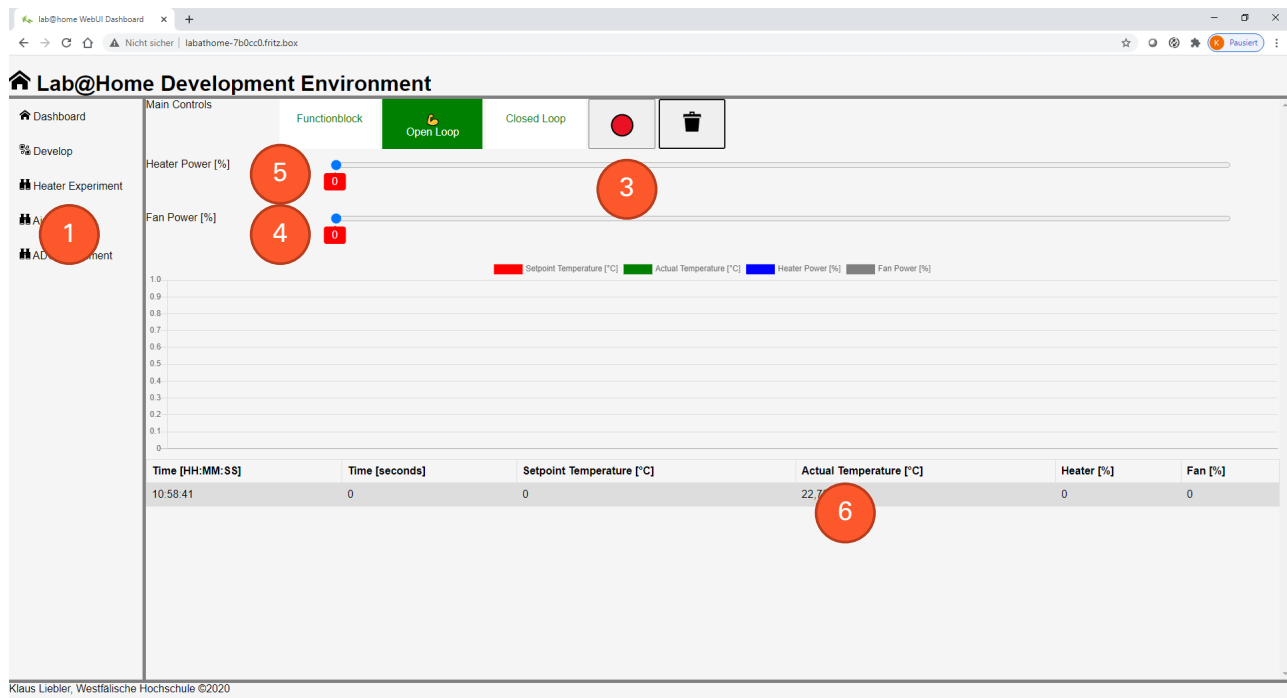 lab@home WebUI Dashboard
Nicht sicher | labathome-7b0cc0.fritz.box
K Pausiert
Lab@Home Development Environment
Dashboard
Develop
Heater Experiment
1
Main Controls
Functionblock
Open Loop
Closed Loop
Heater Power [%]
5
0
3
Fan Power [%]
4
0
Setpoint Temperature [°C]
Actual Temperature [°C]
Heater Power [%]
Fan Power [%]
1.0
0.9
0.8
0.7
0.6
0.5
0.4
0.3
0.2
0.1
0
Time [HH:MM:SS] Time [seconds] Setpoint Temperature [°C] Actual Temperature [°C] Heater [%] Fan [%]
10:58:41 0 0 0 0
6
Klaus Liebler, Westfälische Hochschule ©2020